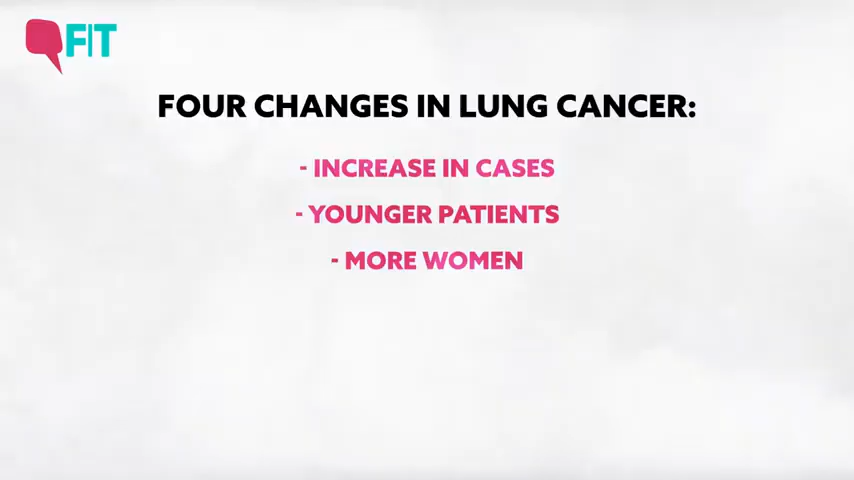 FIT
FOUR CHANGES IN LUNG CANCER:
- INCREASE IN CASES
- YOUNGER PATIENTS
- MORE WOMEN